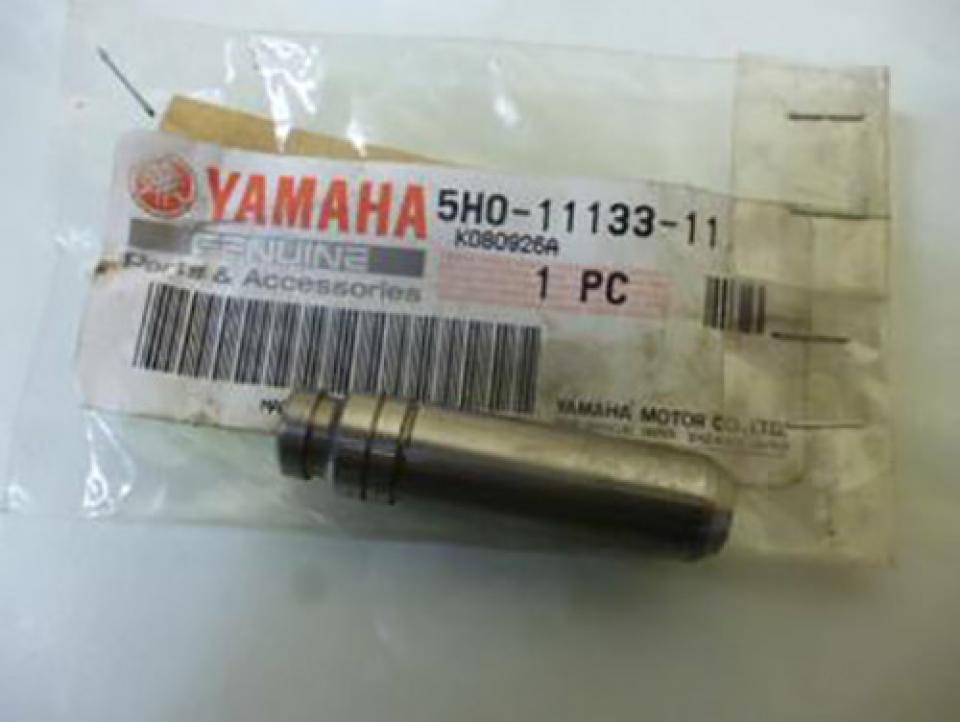 YAMAHA 5H0-11133-11
K080926A
GENUINE
Parts & Accessories
1 PC
YAMAHA MOTOR CO., LTD.